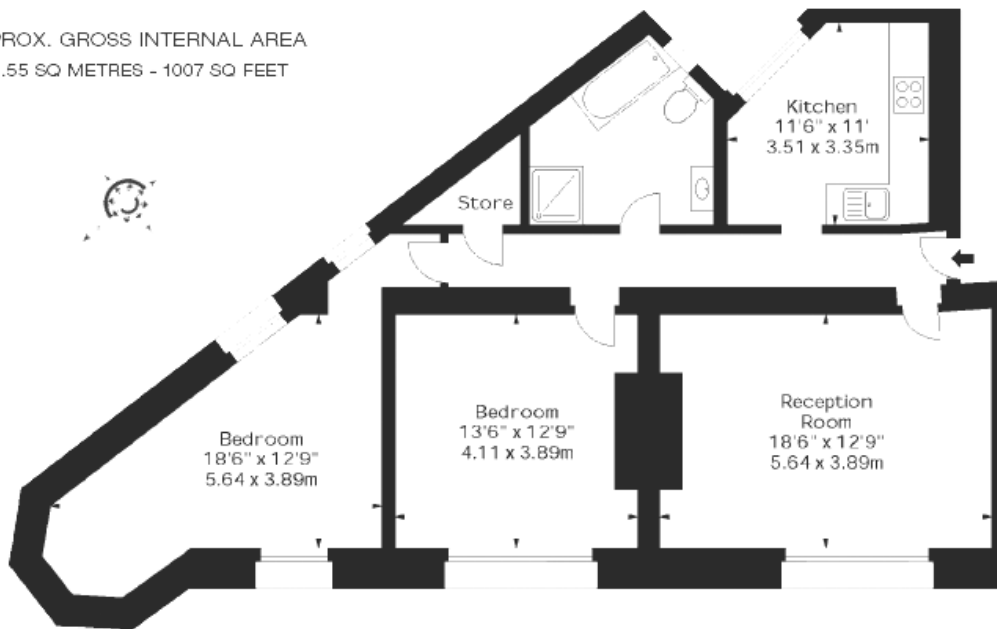 GROSS INTERNAL AREA
.55 SQ METRES - 1007 SQ FEET
Kitchen
11'6" x 11'
3.51 x 3.35m
Store
Bedroom
18'6" x 12'9"
5.64 x 3.89m
Bedroom
13'6" x 12'9"
4.11 x 3.89m
Reception
Room
18'6" x 12'9"
5.64 x 3.89m